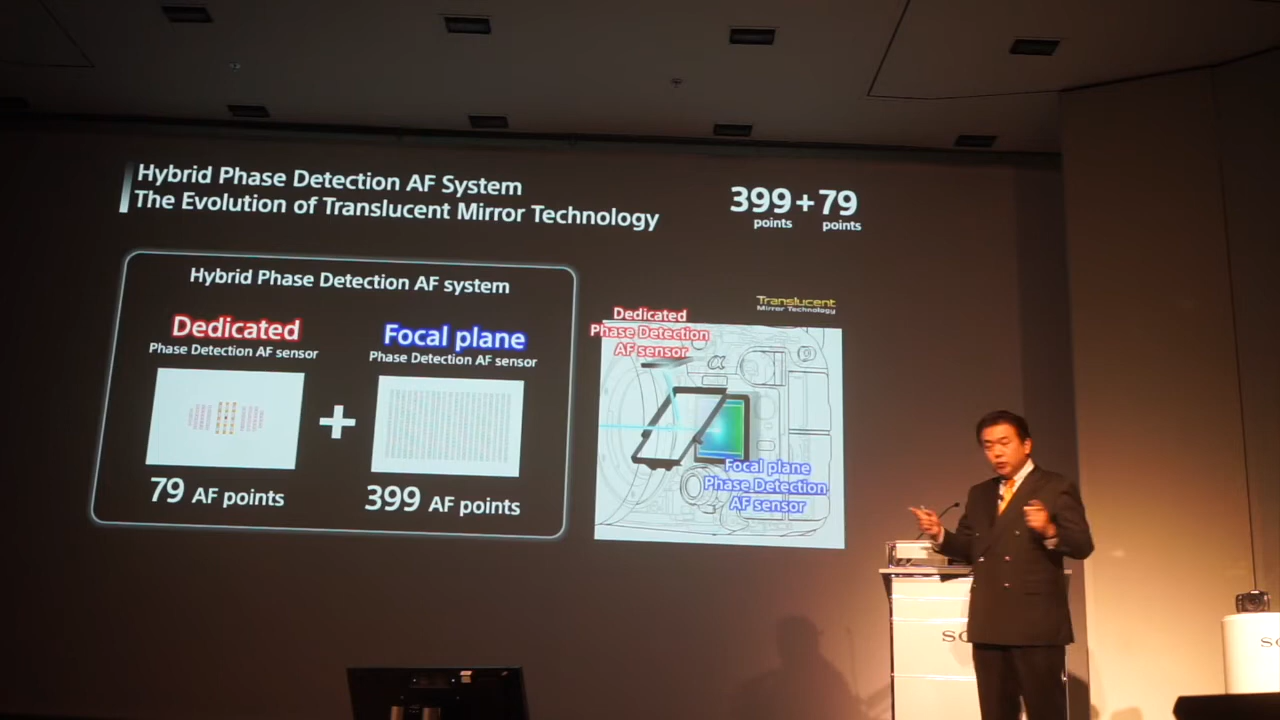 Hybrid Phase Detection AF System
The Evolution of Translucent Mirror Technology
399+79
points points
Hybrid Phase Detection AF system
Dedicated
Phase Detection AF sensor
79 AF points
+
Focal plane
Phase Detection AF sensor
399 AF points
Translucent
Mirror Technology
Dedicated
Phase Detection
AF sensor
α
Focal plane
Phase Detection
AF sensor
SO
SO